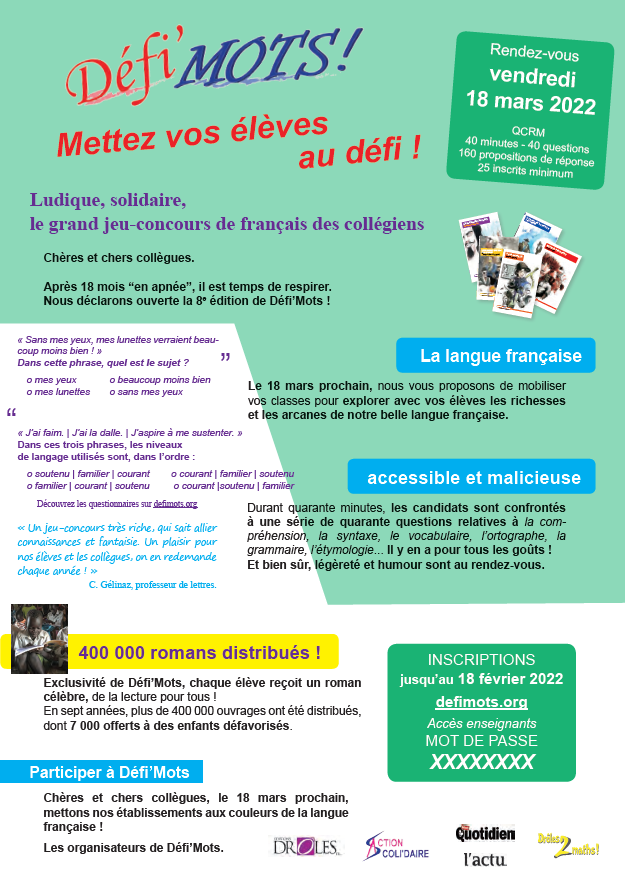 Défi'MOTS!
Mettez vos élèves
au défi !
Rendez-vous
vendredi
18 mars 2022
QCRM
40 minutes - 40 questions
160 propositions de réponse
25 inscrits minimum
Ludique, solidaire,
le grand jeu-concours de français des collégiens
Chères et chers collègues.
Après 18 mois “en apnée”, il est temps de respirer.
Nous déclarons ouverte la 8e édition de Défi’Mots !
« Sans mes yeux, mes lunettes verraient beau-
coup moins bien ! »
Dans cette phrase, quel est le sujet ?
o mes yeux o beaucoup moins bien
o mes lunettes o sans mes yeux
”
“
« J’ai faim. | J’ai la dalle. | J’aspire à me sustenter. »
Dans ces trois phrases, les niveaux
de langage utilisés sont, dans l’ordre :
o soutenu | familier | courant o courant | familier | soutenu
o familier | courant | soutenu o courant |soutenu | familier
Découvrez les questionnaires sur defimots.org
« Un jeu-concours très riche, qui sait allier
connaissances et fantaisie. Un plaisir pour
nos élèves et les collègues, on en redemande
chaque année ! »
C. Gélinaz, professeur de lettres.
La langue française
Le 18 mars prochain, nous vous proposons de mobiliser
vos classes pour explorer avec vos élèves les richesses
et les arcanes de notre belle langue française.
accessible et malicieuse
Durant quarante minutes, les candidats sont confrontés
à une série de quarante questions relatives à la com-
préhension, la syntaxe, le vocabulaire, l’ortographe, la
grammaire, l’étymologie... Il y en a pour tous les goûts !
Et bien sûr, légèreté et humour sont au rendez-vous.
400 000 romans distribués !
Exclusivité de Défi’Mots, chaque élève reçoit un roman
célèbre, de la lecture pour tous !
En sept années, plus de 400 000 ouvrages ont été distribués,
dont 7 000 offerts à des enfants défavorisés.
INSCRIPTIONS
jusqu’au 18 février 2022
defimots.org
Accès enseignants
MOT DE PASSE
XXXXXXXX
Participer à Défi’Mots
Chères et chers collègues, le 18 mars prochain,
mettons nos établissements aux couleurs de la langue
française !
Les organisateurs de Défi’Mots.
DROLES
ACTION
SOLIDAIRE
Quotidien
l'actu
Drôles
2
maths!